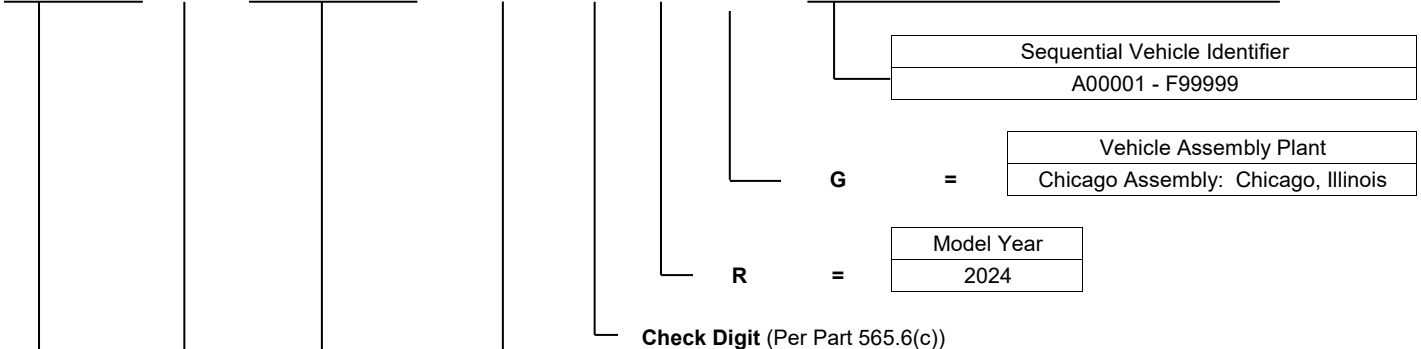 Sequential Vehicle Identifier
A00001 - F99999
Vehicle Assembly Plant
G = Chicago Assembly: Chicago, Illinois
Model Year
R = 2024
Check Digit (Per Part 565.6(c))